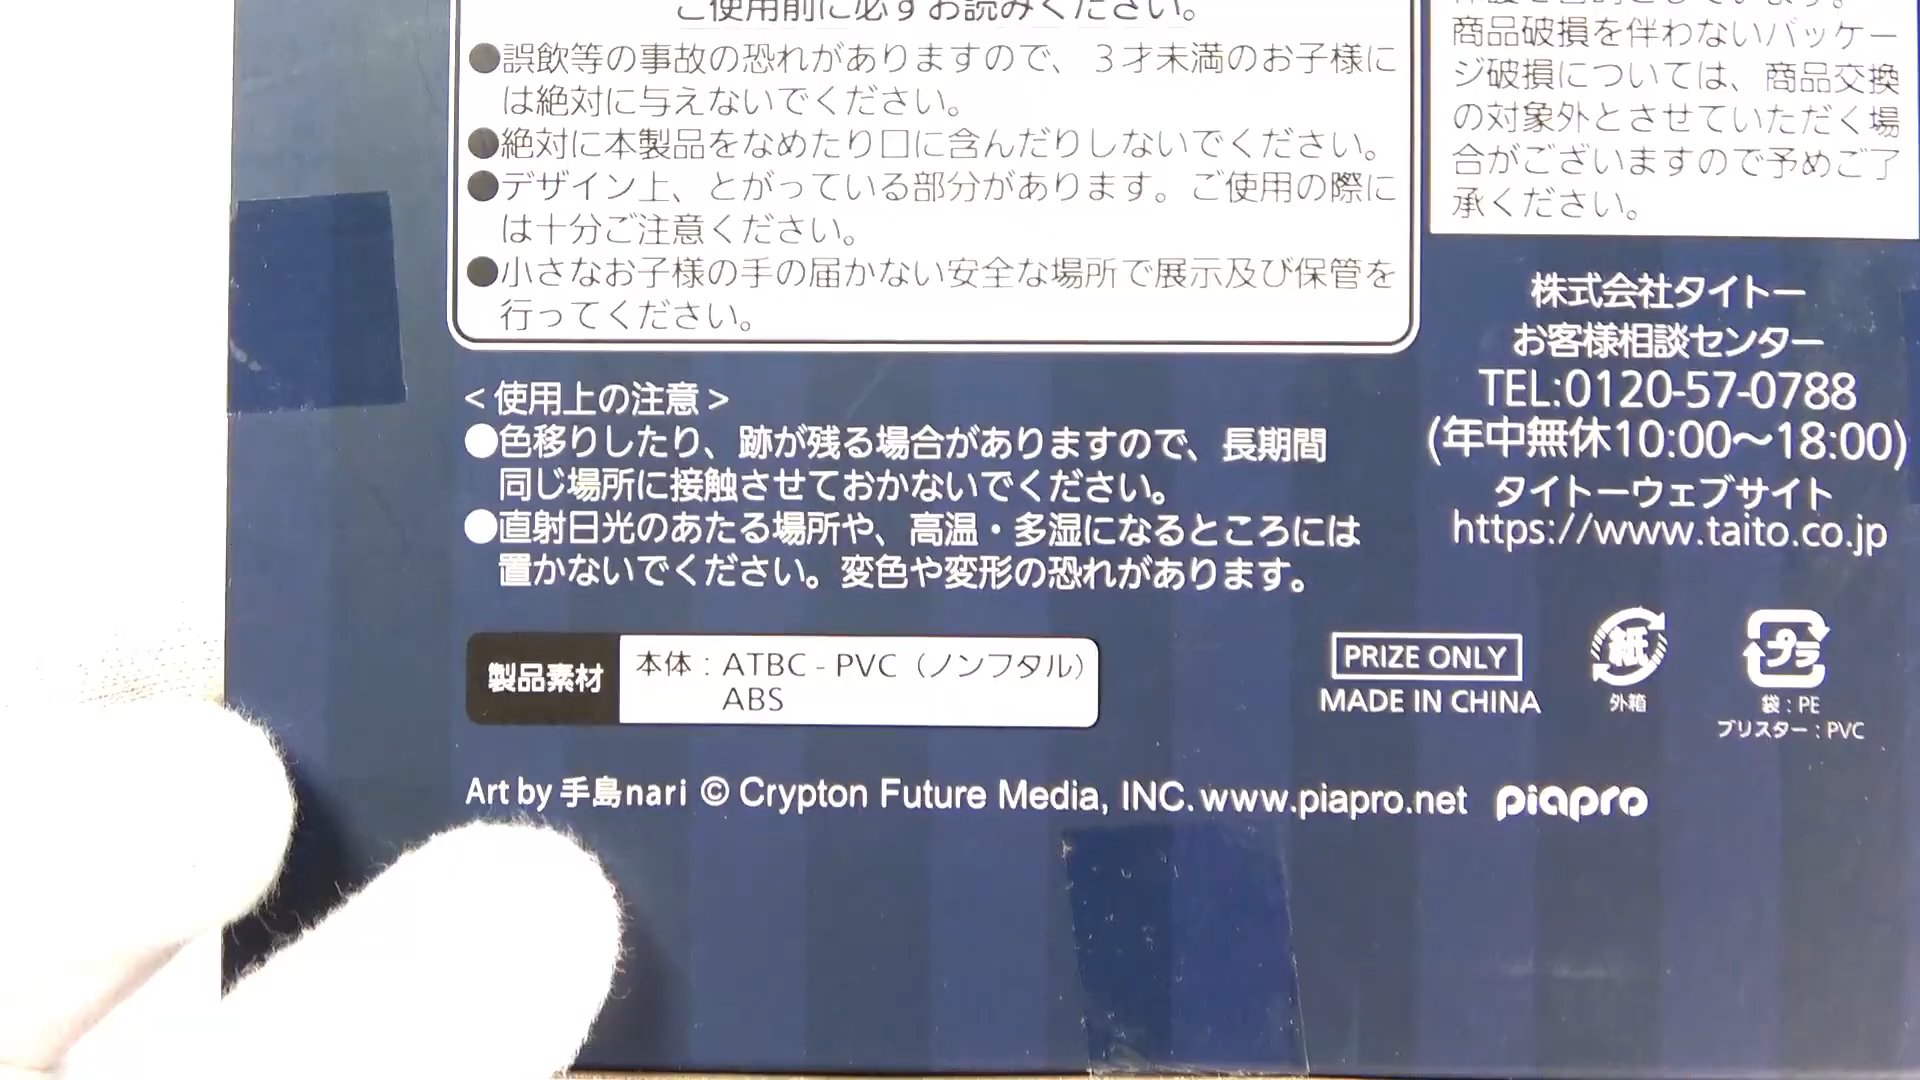 ご使用前に必ずお読みください。
●誤飲等の事故の恐れがありますので、３才未満のお子様に
は絶対に与えないでください。
●絶対に本製品をなめたり口に含んだりしないでください。
●デザイン上、とがっている部分があります。ご使用の際に
は十分ご注意ください。
●小さなお子様の手の届かない安全な場所で展示及び保管を
行ってください。
<使用上の注意>
●色移りしたり、跡が残る場合がありますので、長期間
同じ場所に接触させておかないでください。
●直射日光のあたる場所や、高温・多湿になるところには
置かないでください。変色や変形の恐れがあります。
製品素材
本体：ATBC-PVC（ノンフタル）
ABS
Art by 手島nari © Crypton Future Media, INC. www.piapro.net piapro
商品破損を伴わないパッケー
ジ破損については、商品交換
の対象外とさせていただく場
合がございますので予めご了
承ください。
株式会社タイトー
お客様相談センター
TEL:0120-57-0788
(年中無休10:00～18:00)
タイトーウェブサイト
https://www.taito.co.jp
PRIZE ONLY
MADE IN CHINA
紙
外箱
プラ
袋：PE
ブリスター：PVC